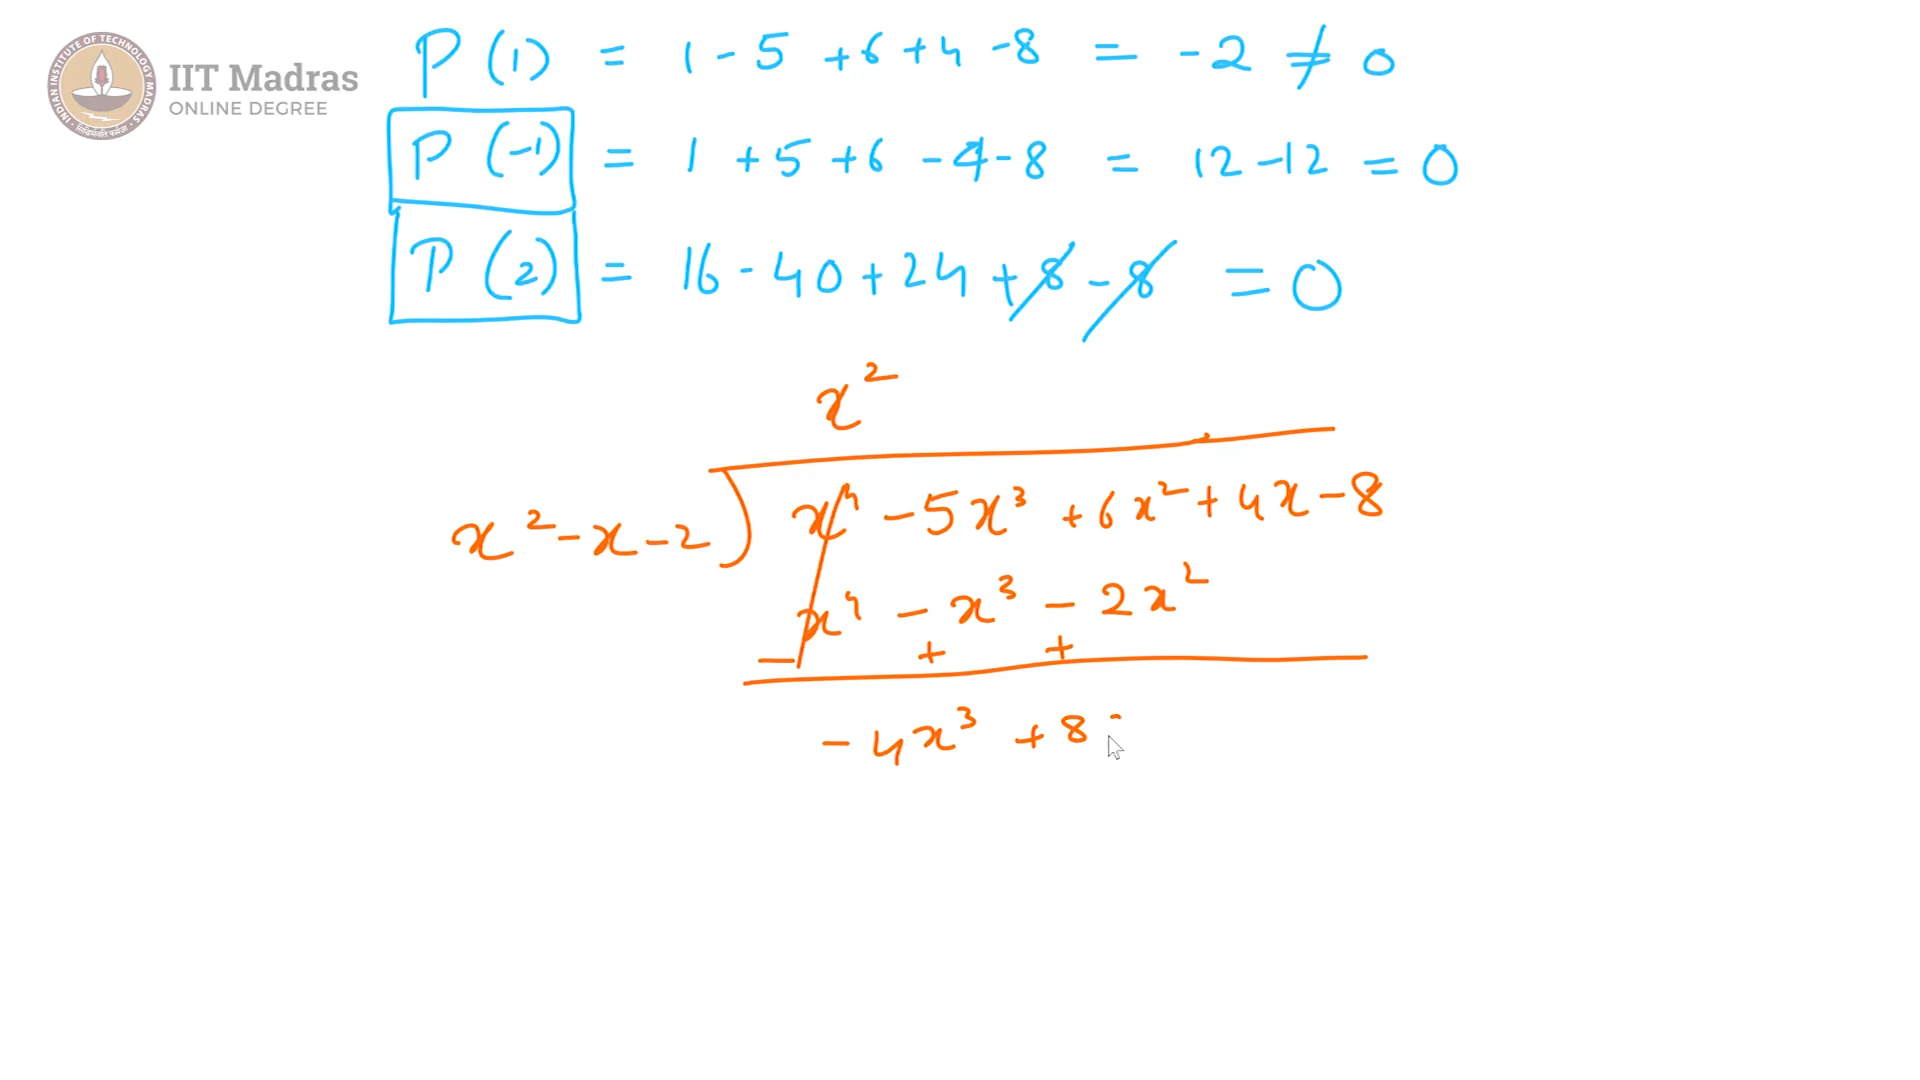 IIT Madras
ONLINE DEGREE
P(1) = 1 - 5 + 6 + 4 - 8 = -2 ≠ 0
P(-1) = 1 + 5 + 6 - 4 - 8 = 12 - 12 = 0
P(2) = 16 - 40 + 24 + 8 - 8 = 0
x²
x² - x - 2 ) x⁴ - 5x³ + 6x² + 4x - 8
x⁴ - x³ - 2x²
- + +
- 4x³ + 8